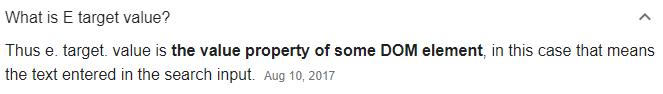 What is E target value?
Thus e. target. value is the value property of some DOM element, in this case that means
the text entered in the search input. Aug 10, 2017